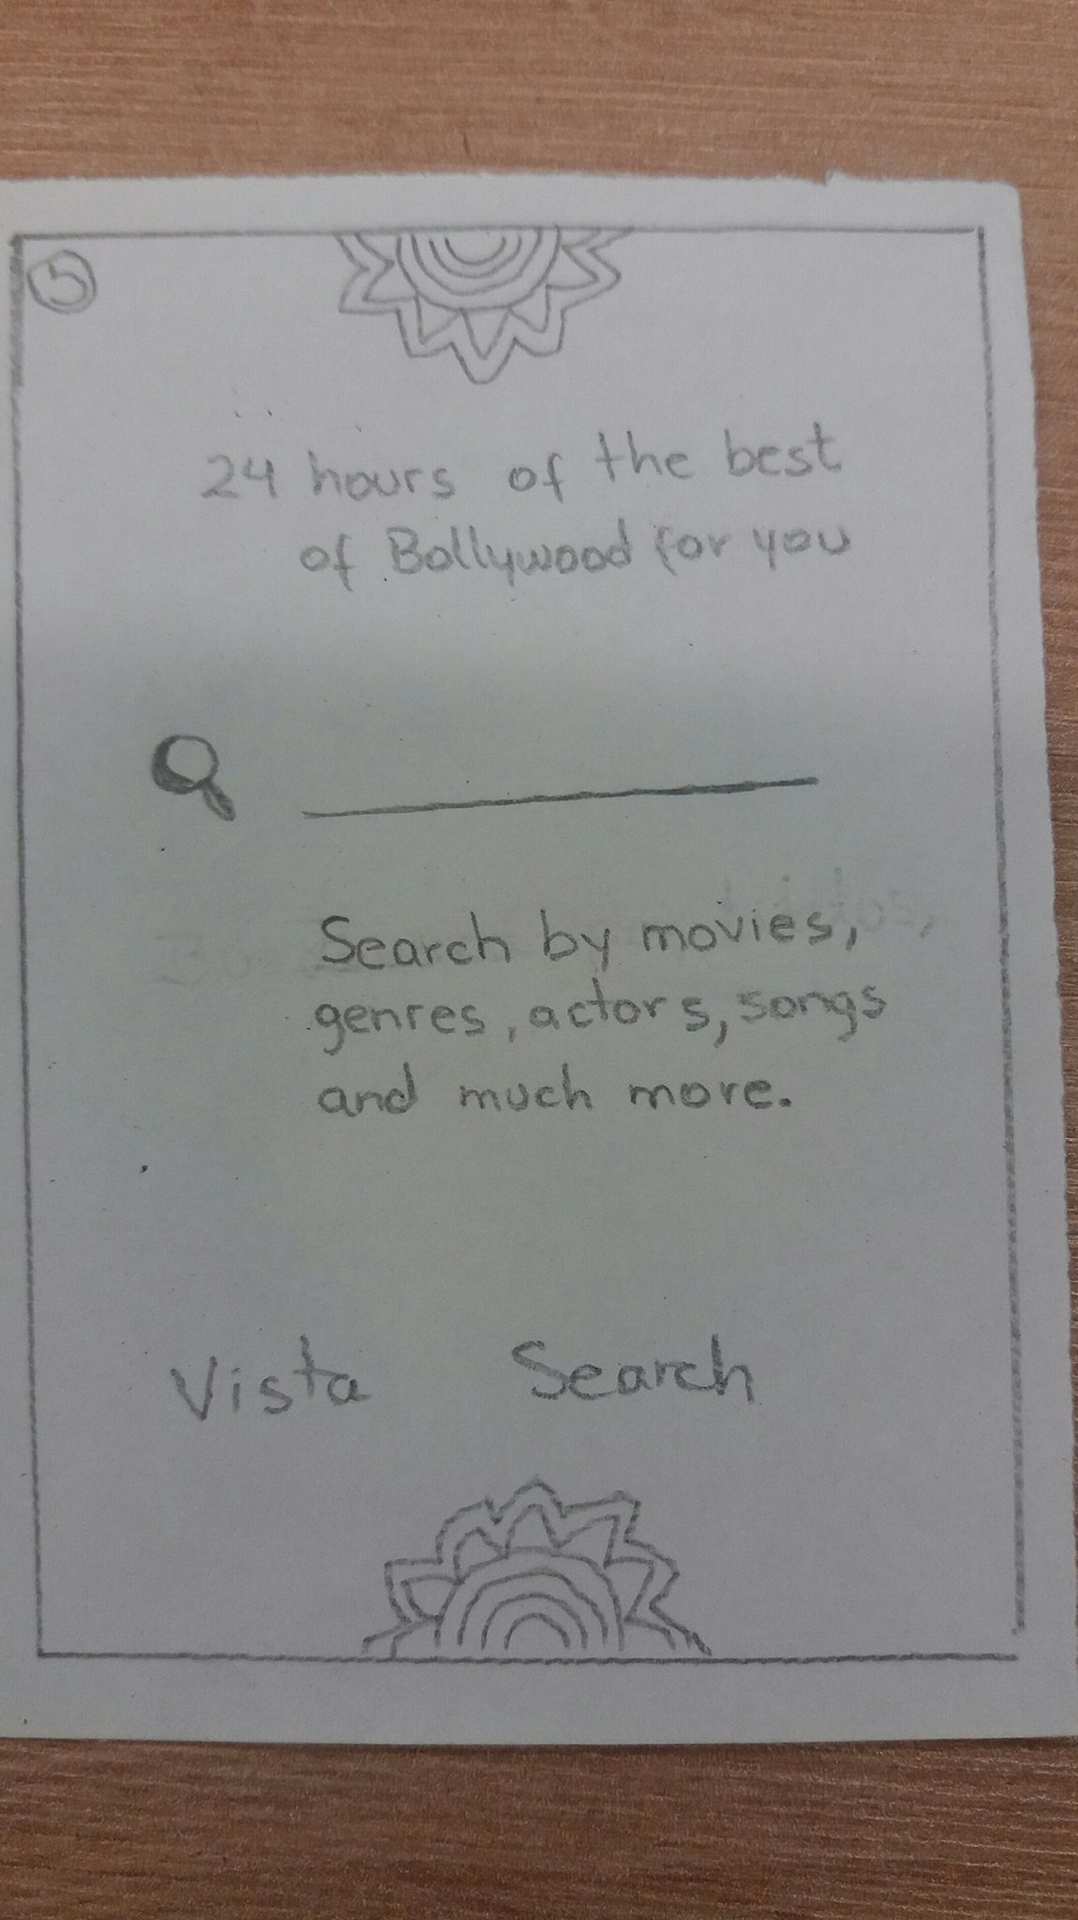 5
24 hours of the best
of Bollywood for you
Search by movies,
genres, actors, songs
and much more.
Vista Search